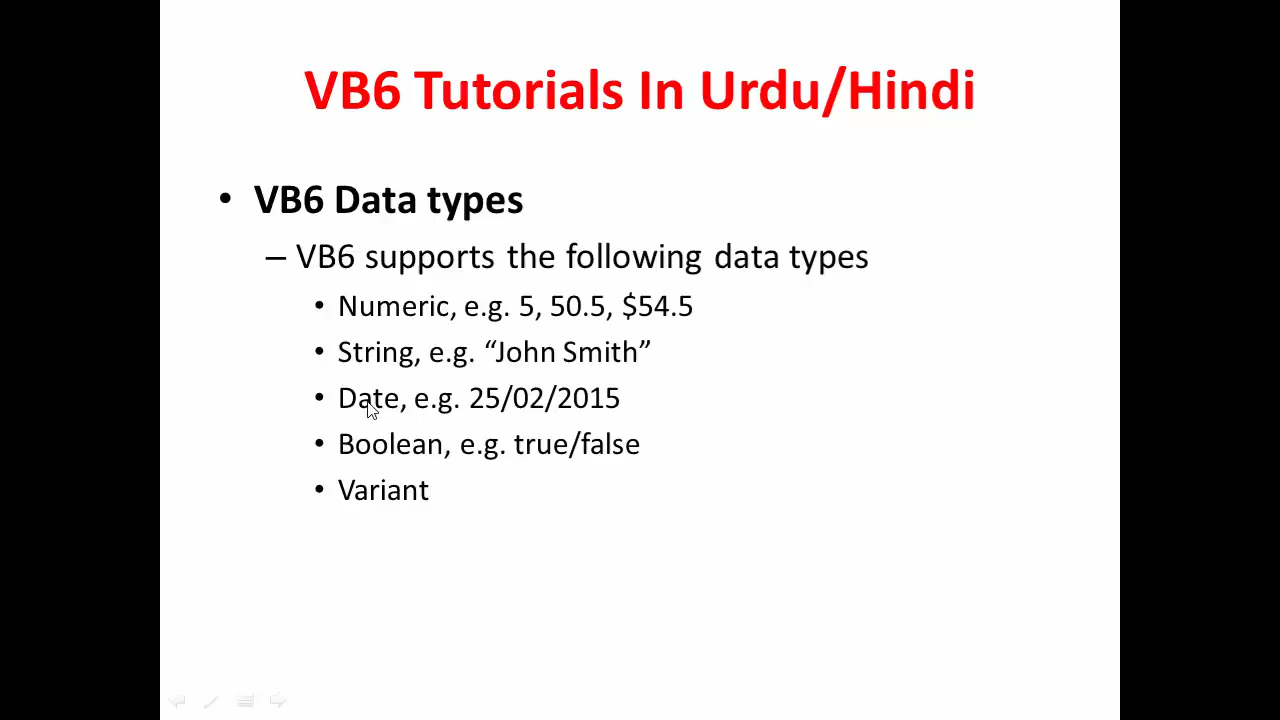 VB6 Tutorials In Urdu/Hindi
• VB6 Data types
– VB6 supports the following data types
• Numeric, e.g. 5, 50.5, $54.5
• String, e.g. “John Smith”
• Date, e.g. 25/02/2015
• Boolean, e.g. true/false
• Variant